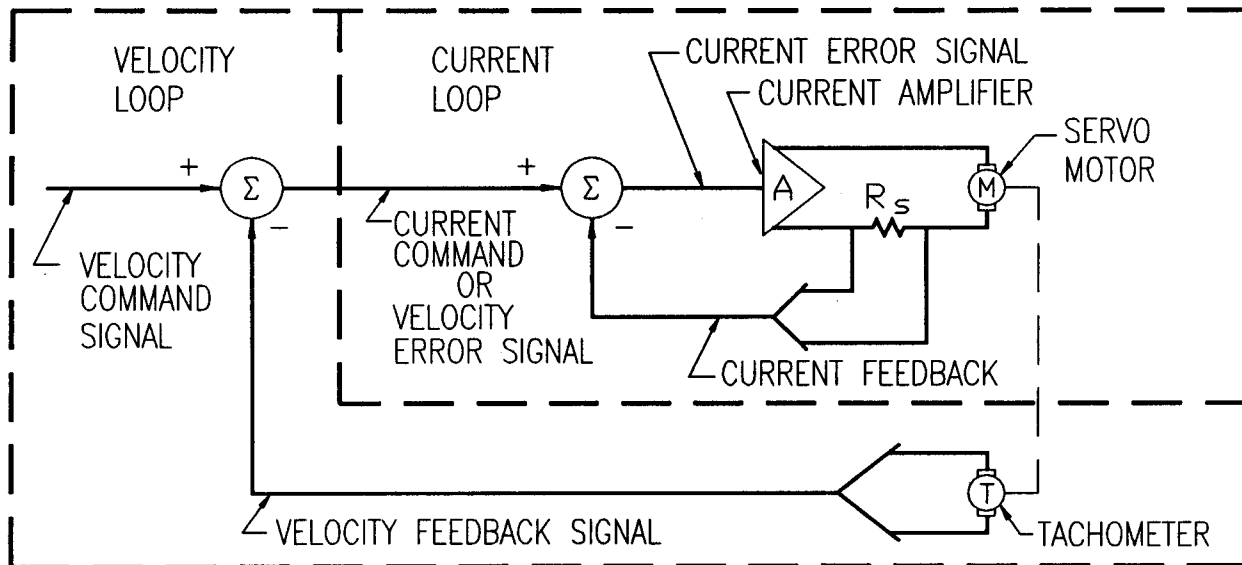 VELOCITY
LOOP
CURRENT
LOOP
CURRENT ERROR SIGNAL
CURRENT AMPLIFIER
SERVO
MOTOR
+
Σ
-
+
Σ
-
A
Rs
M
VELOCITY
COMMAND
SIGNAL
CURRENT
COMMAND
OR
VELOCITY
ERROR SIGNAL
CURRENT FEEDBACK
T
VELOCITY FEEDBACK SIGNAL
TACHOMETER